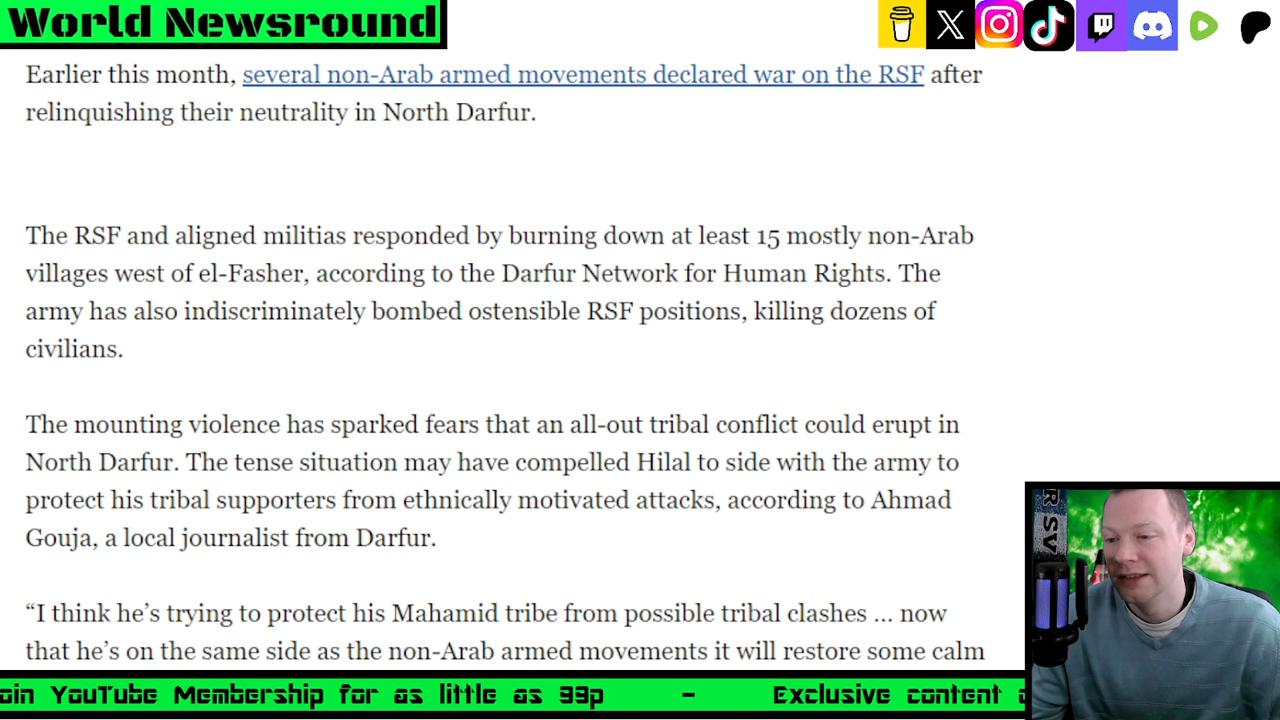 World Newsround
Earlier this month, several non-Arab armed movements declared war on the RSF after
relinquishing their neutrality in North Darfur.
The RSF and aligned militias responded by burning down at least 15 mostly non-Arab
villages west of el-Fasher, according to the Darfur Network for Human Rights. The
army has also indiscriminately bombed ostensible RSF positions, killing dozens of
civilians.
The mounting violence has sparked fears that an all-out tribal conflict could erupt in
North Darfur. The tense situation may have compelled Hilal to side with the army to
protect his tribal supporters from ethnically motivated attacks, according to Ahmad
Gouja, a local journalist from Darfur.
“I think he’s trying to protect his Mahamid tribe from possible tribal clashes … now
that he’s on the same side as the non-Arab armed movements it will restore some calm
oin YouTube Membership for as little as 99p - Exclusive content